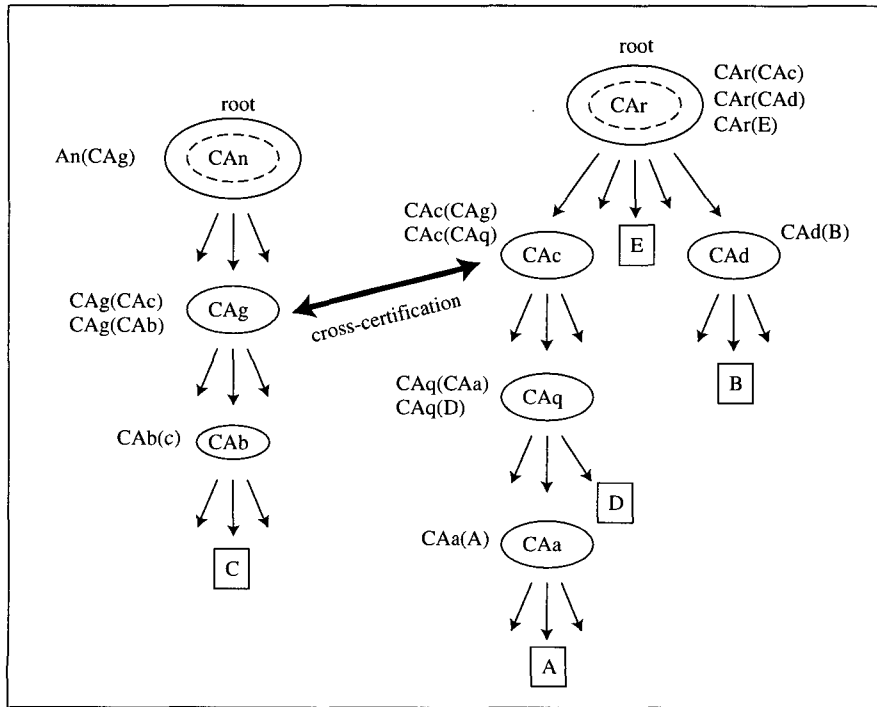 root
CAr
CAr(CAc)
CAr(CAd)
CAr(E)
root
CAn
An(CAg)
CAc(CAg)
CAc(CAq)
CAc
E
CAd
CAd(B)
CAg(CAc)
CAg(CAb)
CAg
cross-certification
B
CAq(CAa)
CAq(D)
CAq
CAb(c)
CAb
D
CAa(A)
CAa
C
A